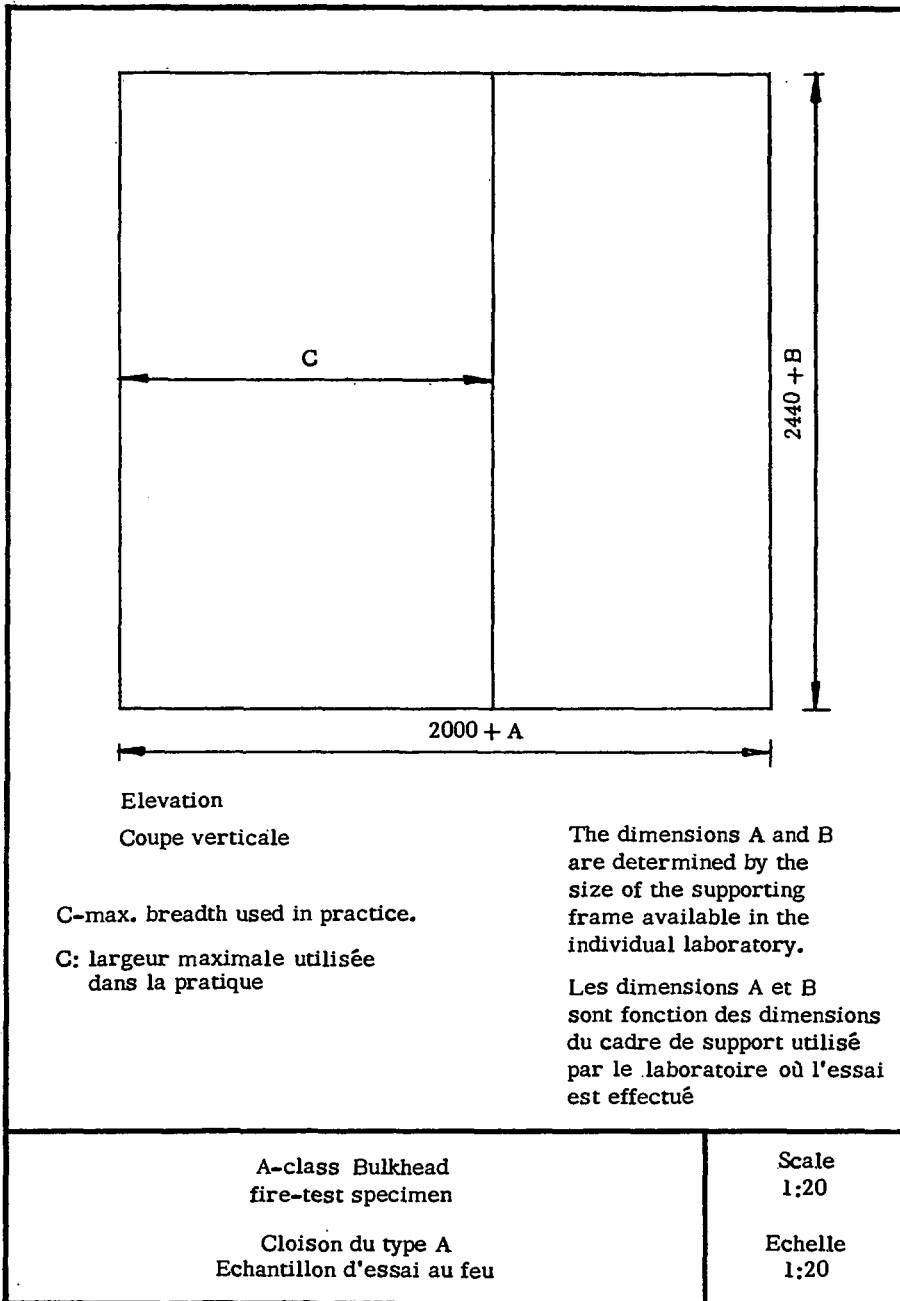 C
2440 + B
2000 + A
Elevation
Coupe verticale
C-max. breadth used in practice.
C: largeur maximale utilisée
dans la pratique
The dimensions A and B
are determined by the
size of the supporting
frame available in the
individual laboratory.
Les dimensions A et B
sont fonction des dimensions
du cadre de support utilisé
par le laboratoire où l'essai
est effectué
A-class Bulkhead
fire-test specimen
Cloison du type A
Echantillon d'essai au feu
Scale
1:20
Echelle
1:20